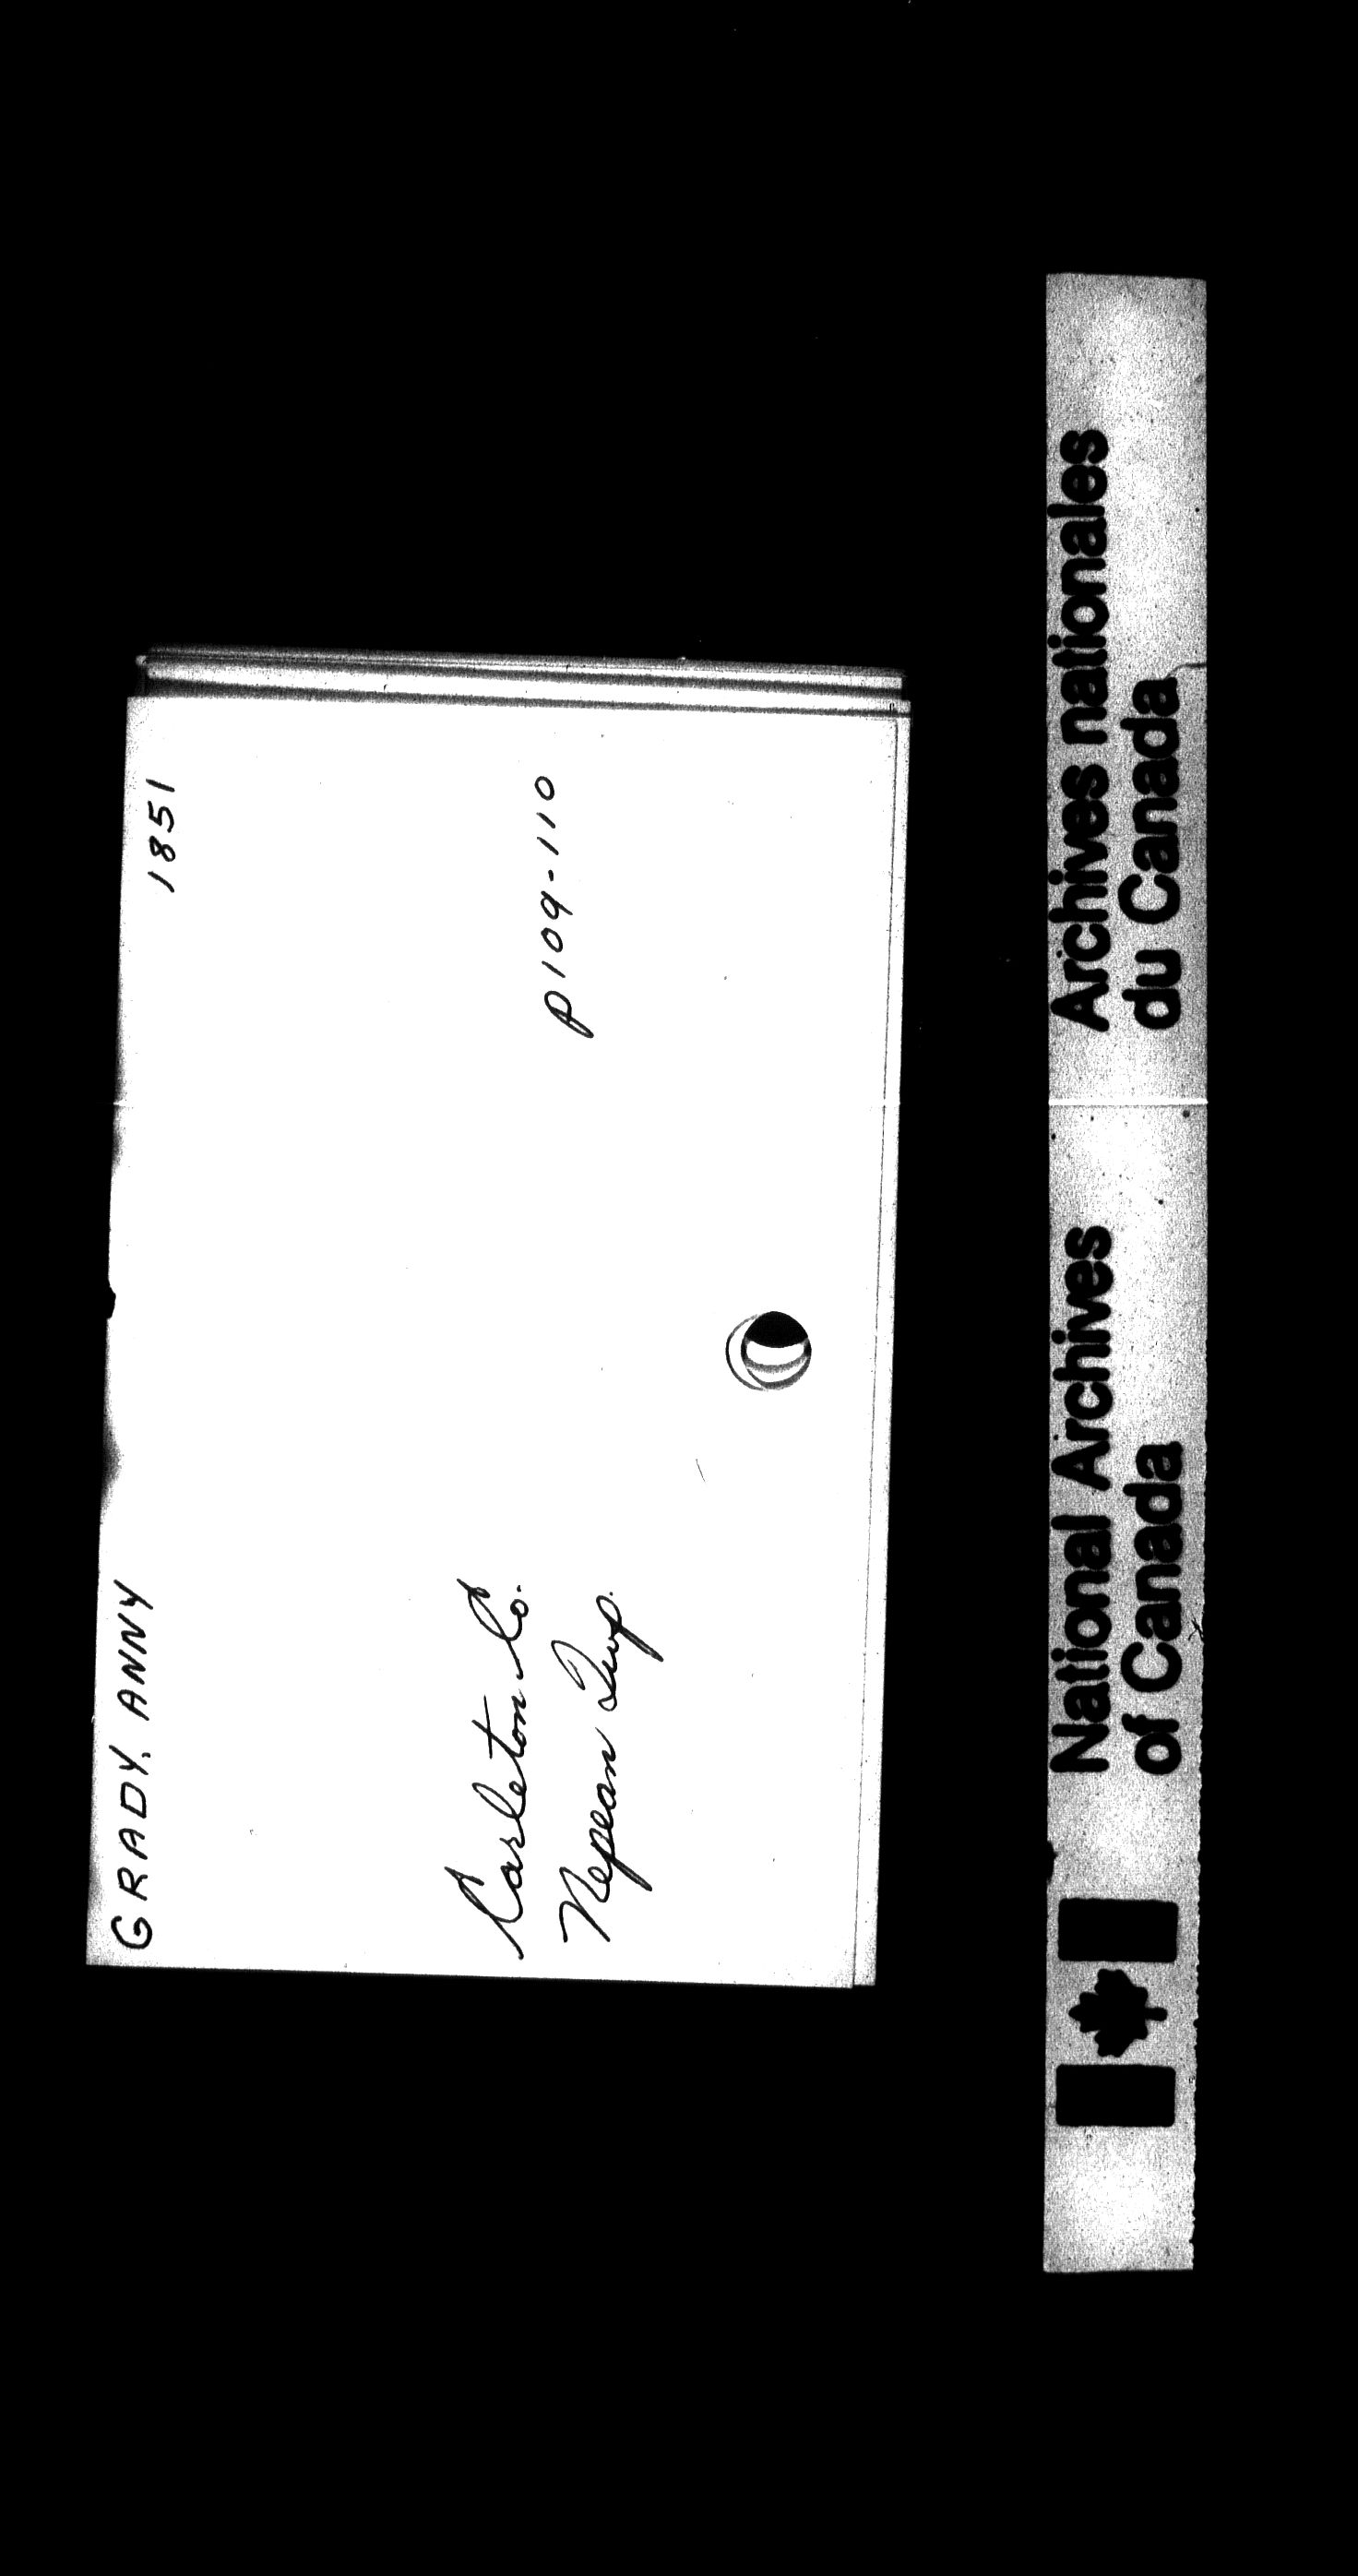 GRADY, ANNY 1851
Carleton Co. P109-110
Nepean Twp.
National Archives
of Canada
Archives nationales
du Canada